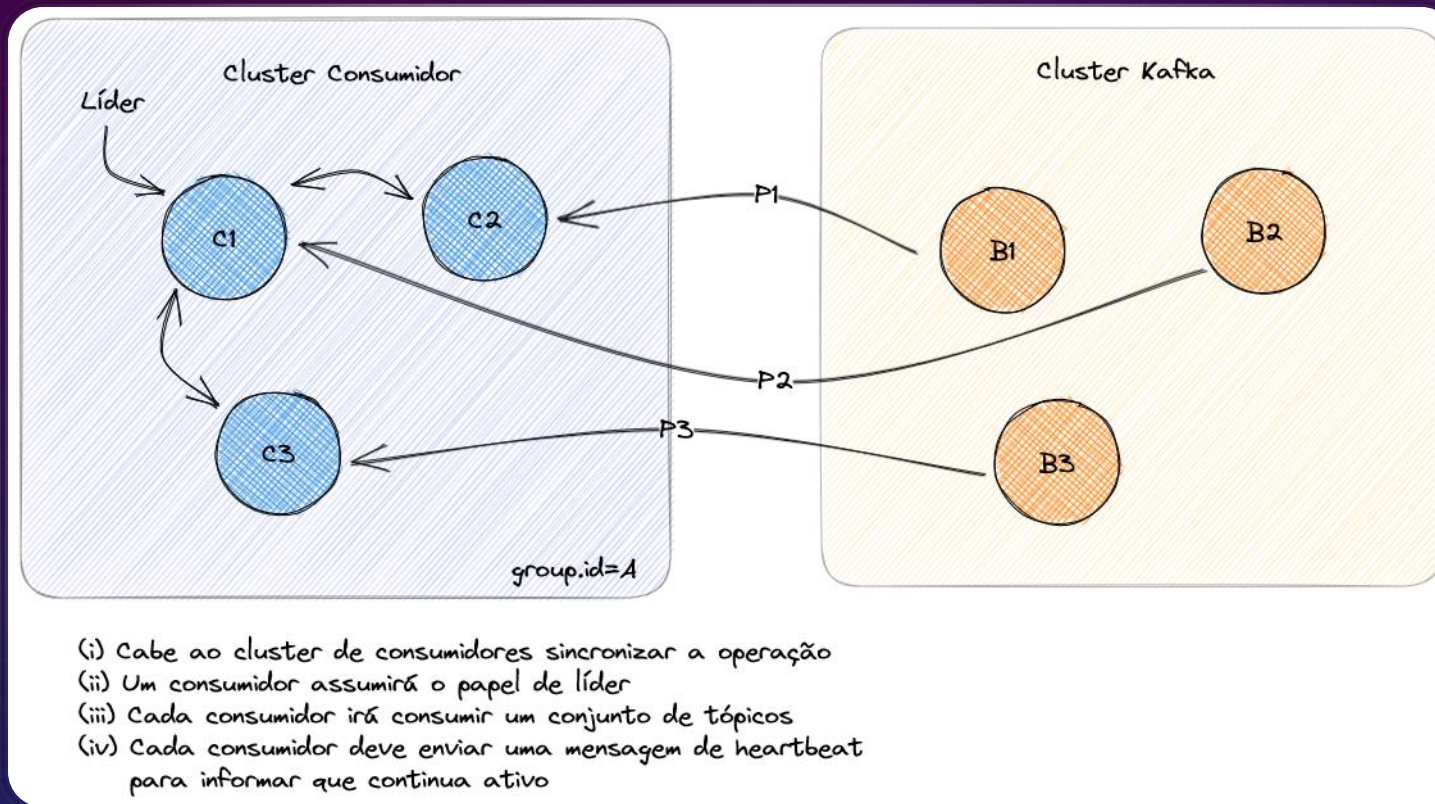 Cluster Consumidor
Cluster Kafka
Líder
C1
C2
C3
P1
P2
P3
B1
B2
B3
group.id=A
(i) Cabe ao cluster de consumidores sincronizar a operação
(ii) Um consumidor assumirá o papel de líder
(iii) Cada consumidor irá consumir um conjunto de tópicos
(iv) Cada consumidor deve enviar uma mensagem de heartbeat
para informar que continua ativo